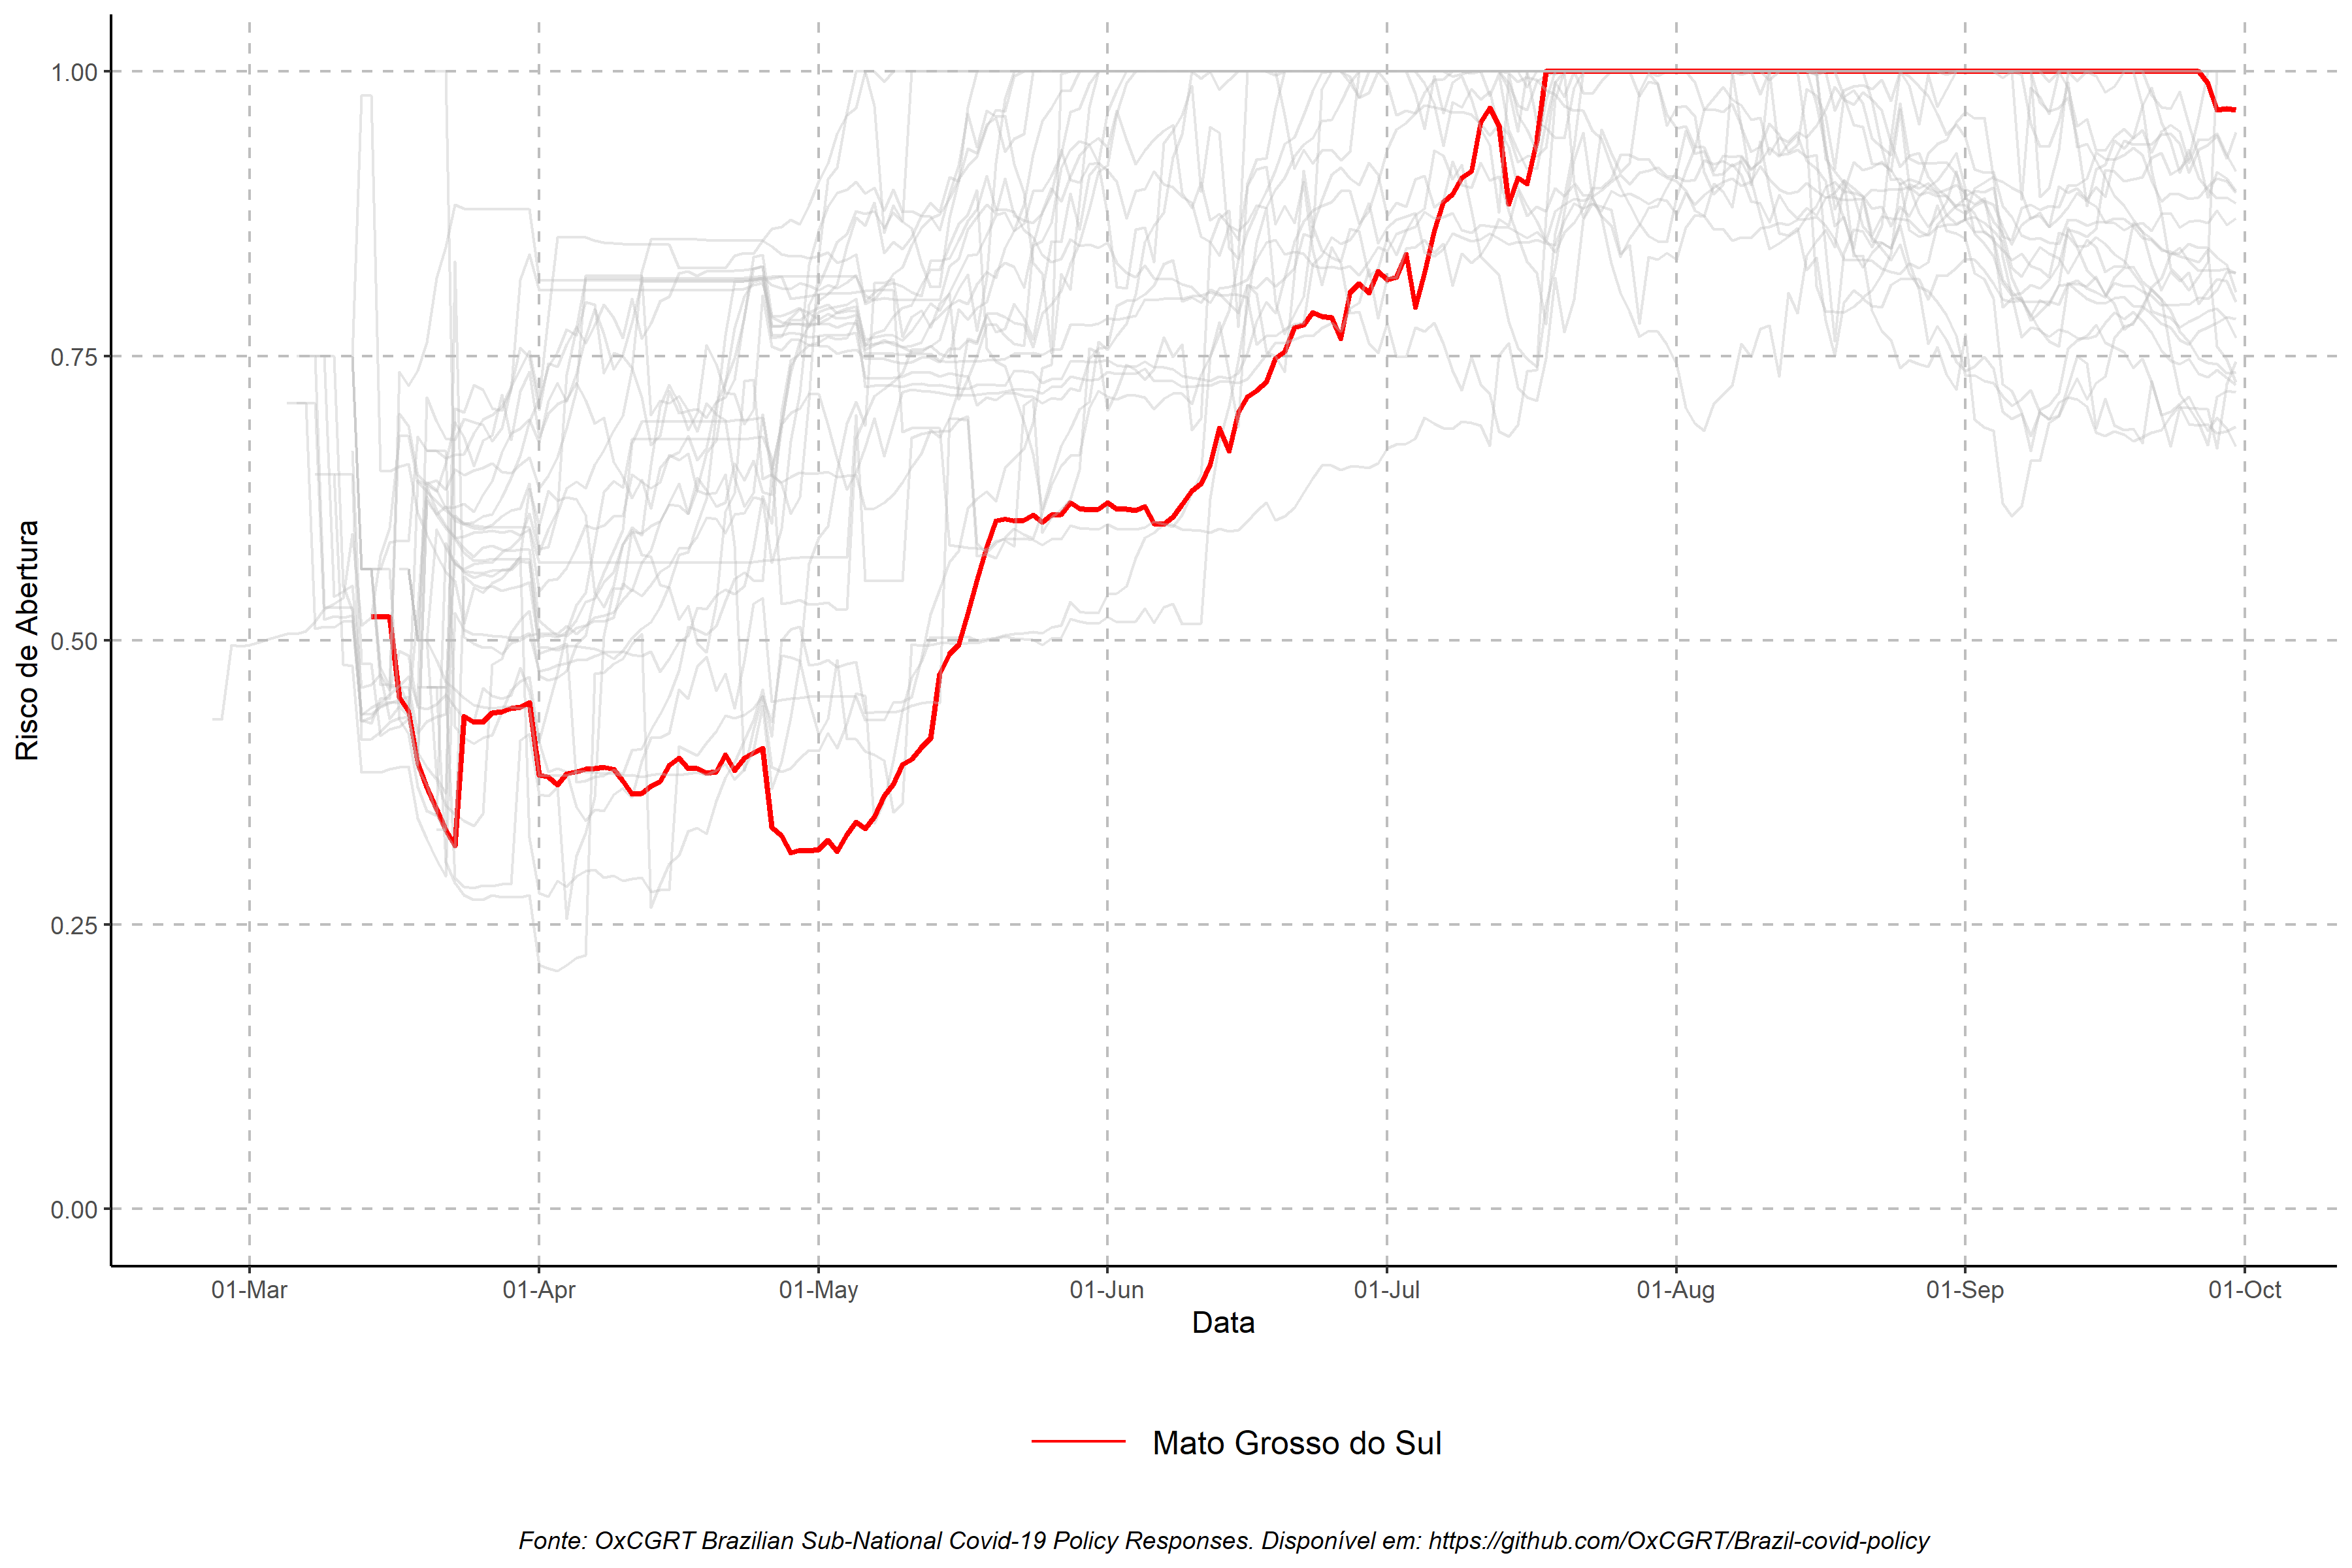 Risco de Abertura
1.00
0.75
0.50
0.25
0.00
01-Mar 01-Apr 01-May 01-Jun 01-Jul 01-Aug 01-Sep 01-Oct
Data
Mato Grosso do Sul
Fonte: OxCGRT Brazilian Sub-National Covid-19 Policy Responses. Disponível em: https://github.com/OxCGRT/Brazil-covid-policy